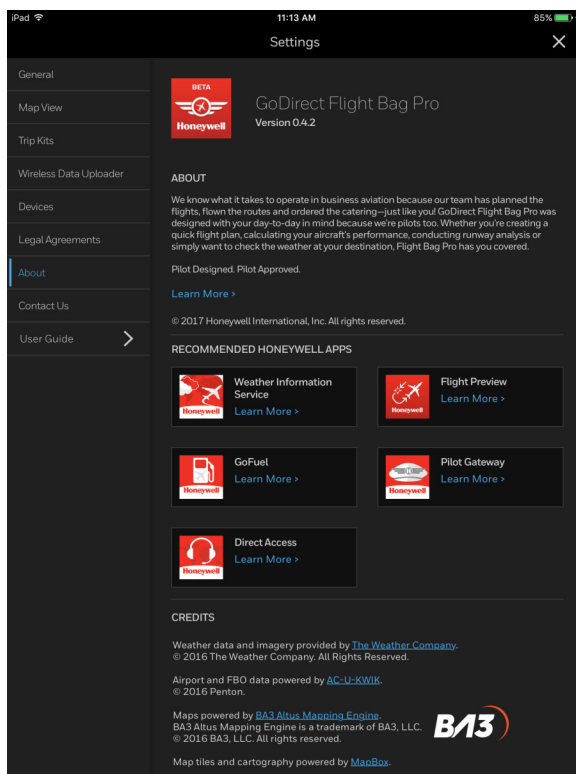 iPad
11:13 AM
85%
Settings
General
Map View
Trip Kits
Wireless Data Uploader
Devices
Legal Agreements
About
Contact Us
User Guide
BETA
Honeywell
GoDirect Flight Bag Pro
Version 0.4.2
ABOUT
We know what it takes to operate in business aviation because our team has planned the
flights, flown the routes and ordered the catering—just like you! GoDirect Flight Bag Pro was
designed with your day-to-day in mind because we're pilots too. Whether you're creating a
quick flight plan, calculating your aircraft's performance, conducting runway analysis or
simply want to check the weather at your destination, Flight Bag Pro has you covered.
Pilot Designed. Pilot Approved.
Learn More >
© 2017 Honeywell International, Inc. All rights reserved.
RECOMMENDED HONEYWELL APPS
Honeywell
Weather Information
Service
Learn More >
Honeywell
Flight Preview
Learn More >
Honeywell
GoFuel
Learn More >
Honeywell
Pilot Gateway
Learn More >
Honeywell
Direct Access
Learn More >
CREDITS
Weather data and imagery provided by The Weather Company.
© 2016 The Weather Company. All Rights Reserved.
Airport and FBO data powered by AC-U-KWIK.
© 2016 Penton.
Maps powered by BA3 Altus Mapping Engine.
BA3 Altus Mapping Engine is a trademark of BA3, LLC.
© 2016 BA3, LLC. All rights reserved.
BA3
Map tiles and cartography powered by MapBox.